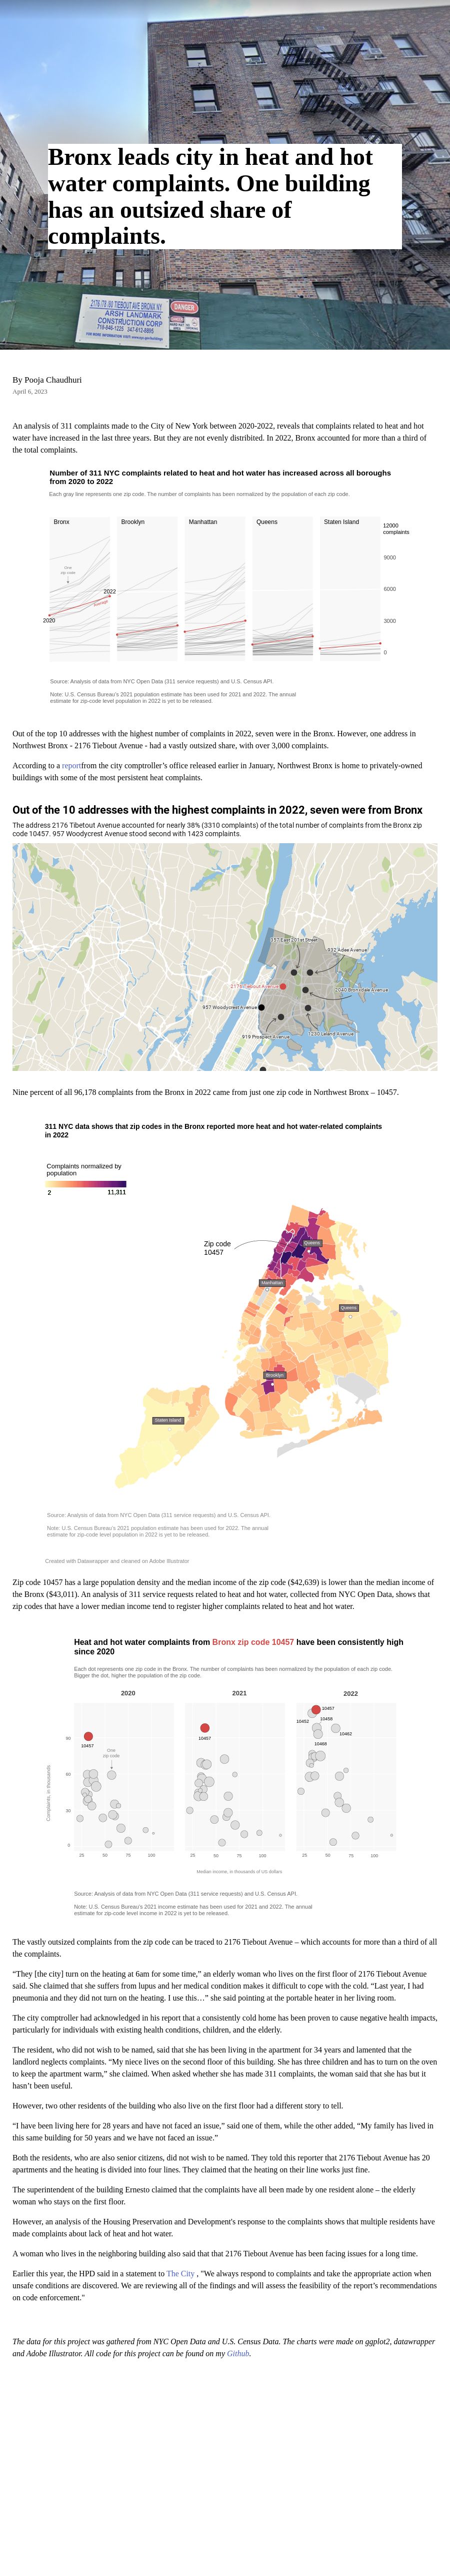 Bronx leads city in heat and hot
water complaints. One building
has an outsized share of
complaints.
2176/78/80 TIEBOUT AVE BRONX NY
ARSH LANDMARK
CONSTRUCTION CORP
718-646-1225 347-613-0895
DANGER
By Pooja Chaudhuri
April 6, 2023
An analysis of 311 complaints made to the City of New York between 2020-2022, reveals that complaints related to heat and hot
water have increased in the last three years. But they are not evenly distribited. In 2022, Bronx accounted for more than a third of
the total complaints.
Number of 311 NYC complaints related to heat and hot water has increased across all boroughs
from 2020 to 2022
Each gray line represents one zip code. The number of complaints has been normalized by the population of each zip code.
Bronx
Brooklyn
Manhattan
Queens
Staten Island
12000
complaints
9000
6000
3000
0
One
zip code
2022
Average
2020
Source: Analysis of data from NYC Open Data (311 service requests) and U.S. Census API.
Note: U.S. Census Bureau's 2021 population estimate has been used for 2021 and 2022. The annual
estimate for zip-code level population in 2022 is yet to be released.
Out of the top 10 addresses with the highest number of complaints in 2022, seven were in the Bronx. However, one address in
Northwest Bronx - 2176 Tiebout Avenue - had a vastly outsized share, with over 3,000 complaints.
According to a reportfrom the city comptroller's office released earlier in January, Northwest Bronx is home to privately-owned
buildings with some of the most persistent heat complaints.
Out of the 10 addresses with the highest complaints in 2022, seven were from Bronx
The address 2176 Tibetout Avenue accounted for nearly 38% (3310 complaints) of the total number of complaints from the Bronx zip
code 10457. 957 Woodycrest Avenue stood second with 1423 complaints.
357 East 201st Street
932 Adee Avenue
2176 Tiebout Avenue
2040 Bronxdale Avenue
957 Woodycrest Avenue
1230 Leland Avenue
919 Prospect Avenue
Nine percent of all 96,178 complaints from the Bronx in 2022 came from just one zip code in Northwest Bronx – 10457.
311 NYC data shows that zip codes in the Bronx reported more heat and hot water-related complaints
in 2022
Complaints normalized by
population
2
11,311
Zip code
10457
Queens
Manhattan
Queens
Brooklyn
Staten Island
Source: Analysis of data from NYC Open Data (311 service requests) and U.S. Census API.
Note: U.S. Census Bureau's 2021 population estimate has been used for 2022. The annual
estimate for zip-code level population in 2022 is yet to be released.
Created with Datawrapper and cleaned on Adobe Illustrator
Zip code 10457 has a large population density and the median income of the zip code ($42,639) is lower than the median income of
the Bronx ($43,011). An analysis of 311 service requests related to heat and hot water, collected from NYC Open Data, shows that
zip codes that have a lower median income tend to register higher complaints related to heat and hot water.
Heat and hot water complaints from Bronx zip code 10457 have been consistently high
since 2020
Each dot represents one zip code in the Bronx. The number of complaints has been normalized by the population of each zip code.
Bigger the dot, higher the population of the zip code.
2020
2021
2022
10457
One
zip code
10457
10457
10452
10458
10462
10468
Complaints, in thousands
90
60
30
0
25 50 75 100
25 50 75 100
25 50 75 100
Median income, in thousands of US dollars
Source: Analysis of data from NYC Open Data (311 service requests) and U.S. Census API.
Note: U.S. Census Bureau's 2021 income estimate has been used for 2021 and 2022. The annual
estimate for zip-code level income in 2022 is yet to be released.
The vastly outsized complaints from the zip code can be traced to 2176 Tiebout Avenue – which accounts for more than a third of all
the complaints.
“They [the city] turn on the heating at 6am for some time,” an elderly woman who lives on the first floor of 2176 Tiebout Avenue
said. She claimed that she suffers from lupus and her medical condition makes it difficult to cope with the cold. “Last year, I had
pneumonia and they did not turn on the heating. I use this…” she said pointing at the portable heater in her living room.
The city comptroller had acknowledged in his report that a consistently cold home has been proven to cause negative health impacts,
particularly for individuals with existing health conditions, children, and the elderly.
The resident, who did not wish to be named, said that she has been living in the apartment for 34 years and lamented that the
landlord neglects complaints. “My niece lives on the second floor of this building. She has three children and has to turn on the oven
to keep the apartment warm,” she claimed. When asked whether she has made 311 complaints, the woman said that she has but it
hasn’t been useful.
However, two other residents of the building who also live on the first floor had a different story to tell.
“I have been living here for 28 years and have not faced an issue,” said one of them, while the other added, “My family has lived in
this same building for 50 years and we have not faced an issue.”
Both the residents, who are also senior citizens, did not wish to be named. They told this reporter that 2176 Tiebout Avenue has 20
apartments and the heating is divided into four lines. They claimed that the heating on their line works just fine.
The superintendent of the building Ernesto claimed that the complaints have all been made by one resident alone – the elderly
woman who stays on the first floor.
However, an analysis of the Housing Preservation and Development's response to the complaints shows that multiple residents have
made complaints about lack of heat and hot water.
A woman who lives in the neighboring building also said that that 2176 Tiebout Avenue has been facing issues for a long time.
Earlier this year, the HPD said in a statement to The City , "We always respond to complaints and take the appropriate action when
unsafe conditions are discovered. We are reviewing all of the findings and will assess the feasibility of the report’s recommendations
on code enforcement."
The data for this project was gathered from NYC Open Data and U.S. Census Data. The charts were made on ggplot2, datawrapper
and Adobe Illustrator. All code for this project can be found on my Github.